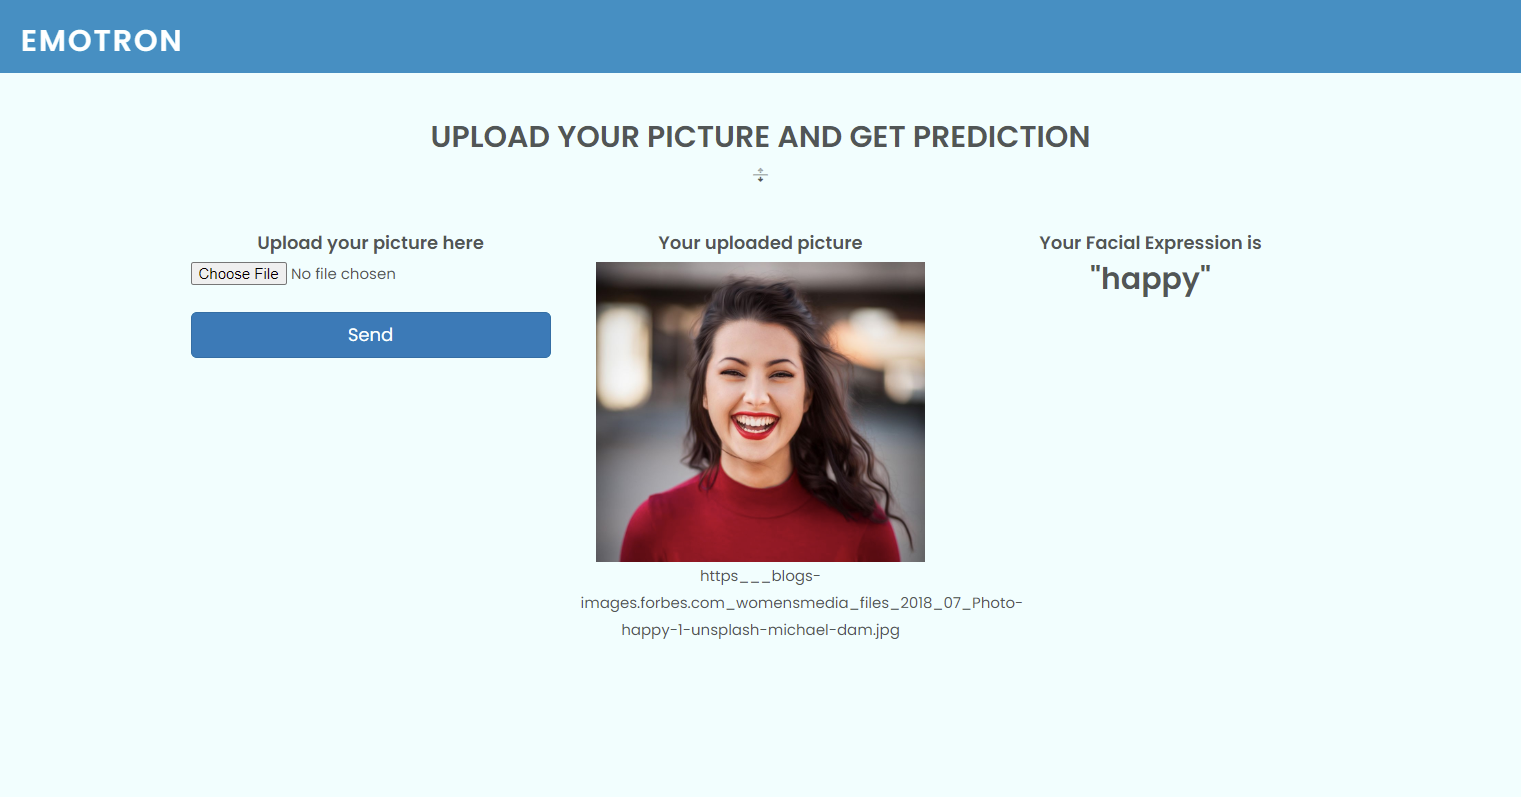 EMOTRON
UPLOAD YOUR PICTURE AND GET PREDICTION
Upload your picture here
Choose File No file chosen
Send
Your uploaded picture
https___blogs-
images.forbes.com_womensmedia_files_2018_07_Photo-
happy-1-unsplash-michael-dam.jpg
Your Facial Expression is
"happy"